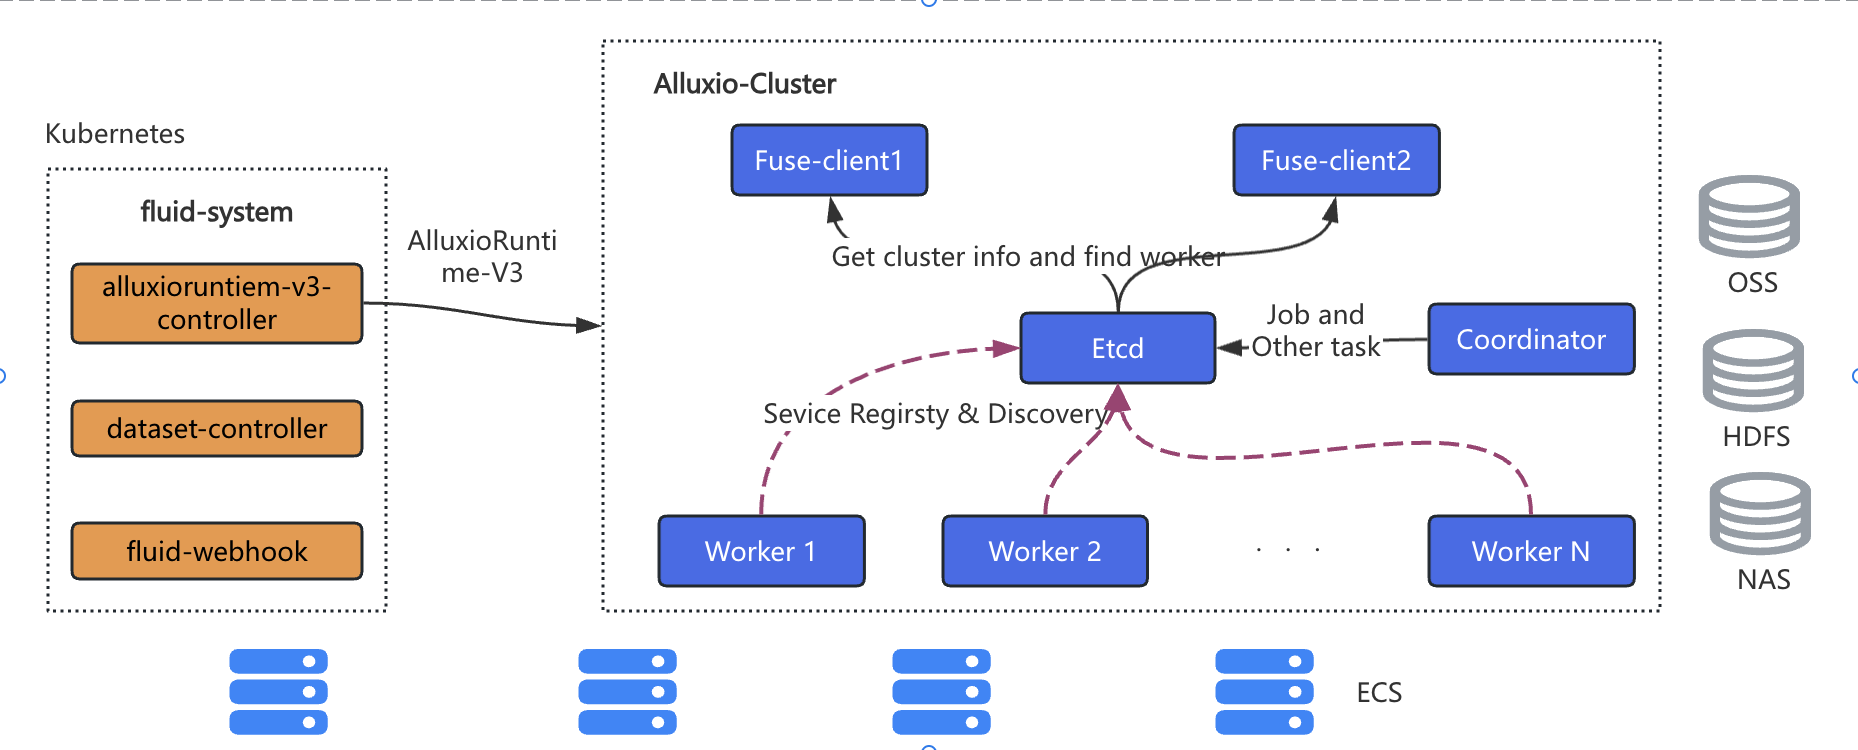 Kubernetes
fluid-system
alluxioruntiem-v3-
controller
dataset-controller
fluid-webhook
AlluxioRunti
me-V3
Alluxio-Cluster
Fuse-client1
Fuse-client2
Get cluster info and find worker
Etcd
Job and
Other task
Coordinator
Sevice Regirsty & Discovery
Worker 1
Worker 2
. . .
Worker N
OSS
HDFS
NAS
ECS